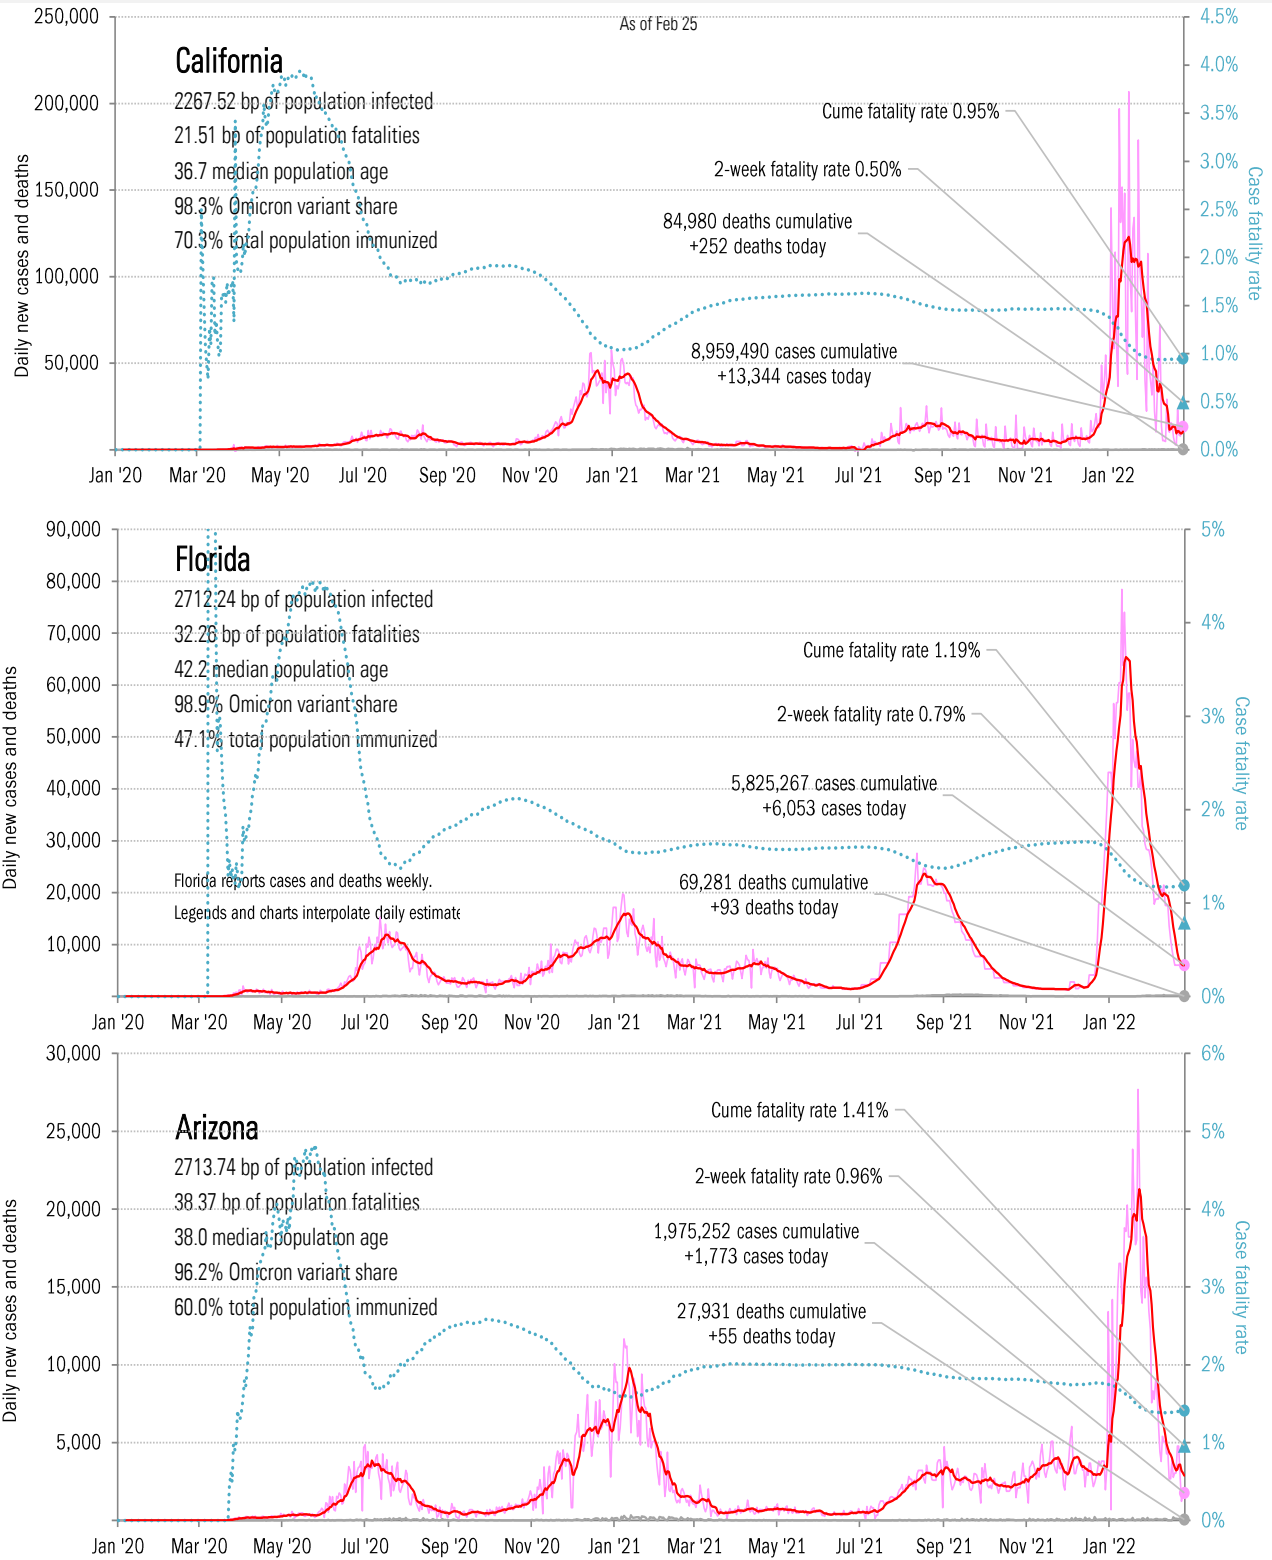 As of Feb 25
California
2267.52 bp of population infected
21.51 bp of population fatalities
36.7 median population age
98.3% Omicron variant share
70.3% total population immunized
Cume fatality rate 0.95%
2-week fatality rate 0.50%
84,980 deaths cumulative
+252 deaths today
8,959,490 cases cumulative
+13,344 cases today
Daily new cases and deaths
250,000
200,000
150,000
100,000
50,000
-
4.5%
4.0%
3.5%
3.0%
2.5%
2.0%
1.5%
1.0%
0.5%
0.0%
Case fatality rate
Jan '20 Mar '20 May '20 Jul '20 Sep '20 Nov '20 Jan '21 Mar '21 May '21 Jul '21 Sep '21 Nov '21 Jan '22
Florida
2712.24 bp of population infected
32.26 bp of population fatalities
42.2 median population age
98.9% Omicron variant share
47.1% total population immunized
Florida reports cases and deaths weekly.
Legends and charts interpolate daily estimate
Cume fatality rate 1.19%
2-week fatality rate 0.79%
5,825,267 cases cumulative
+6,053 cases today
69,281 deaths cumulative
+93 deaths today
Daily new cases and deaths
90,000
80,000
70,000
60,000
50,000
40,000
30,000
20,000
10,000
-
5%
4%
3%
2%
1%
0%
Case fatality rate
Jan '20 Mar '20 May '20 Jul '20 Sep '20 Nov '20 Jan '21 Mar '21 May '21 Jul '21 Sep '21 Nov '21 Jan '22
Arizona
2713.74 bp of population infected
38.37 bp of population fatalities
38.0 median population age
96.2% Omicron variant share
60.0% total population immunized
Cume fatality rate 1.41%
2-week fatality rate 0.96%
1,975,252 cases cumulative
+1,773 cases today
27,931 deaths cumulative
+55 deaths today
Daily new cases and deaths
30,000
25,000
20,000
15,000
10,000
5,000
-
6%
5%
4%
3%
2%
1%
0%
Case fatality rate
Jan '20 Mar '20 May '20 Jul '20 Sep '20 Nov '20 Jan '21 Mar '21 May '21 Jul '21 Sep '21 Nov '21 Jan '22